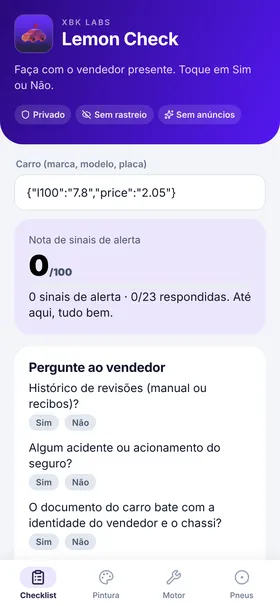 XBK LABS
Lemon Check
Faça com o vendedor presente. Toque em Sim
ou Não.
Privado
Sem rastreio
Sem anúncios
Carro (marca, modelo, placa)
{"l100":"7.8","price":"2.05"}
Nota de sinais de alerta
0/100
0 sinais de alerta · 0/23 respondidas. Até
aqui, tudo bem.
Pergunte ao vendedor
Histórico de revisões (manual ou
recibos)?
Sim Não
Algum acidente ou acionamento do
seguro?
Sim Não
O documento do carro bate com a
identidade do vendedor e o chassi?
Sim Não
Checklist Pintura Motor Pneus